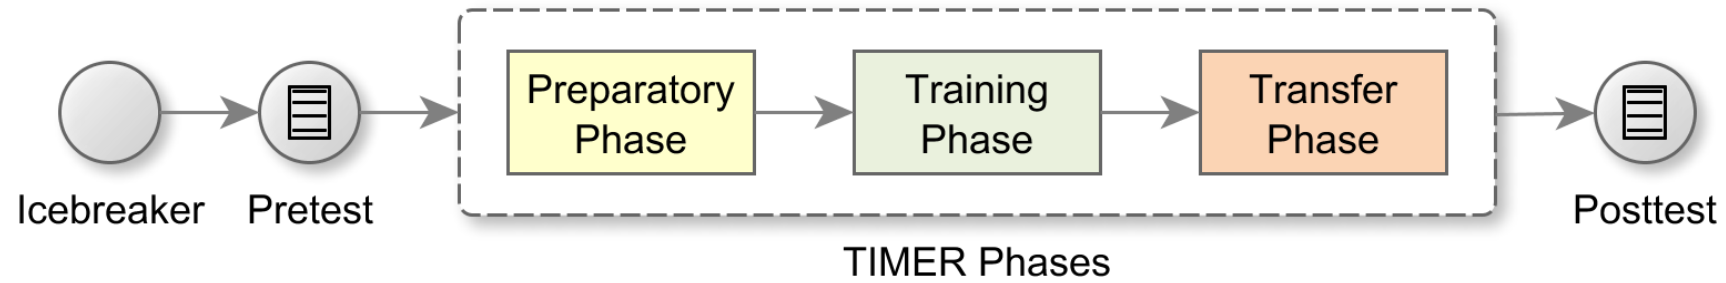 Preparatory
Phase
Training
Phase
Transfer
Phase
Icebreaker
Pretest
Posttest
TIMER Phases